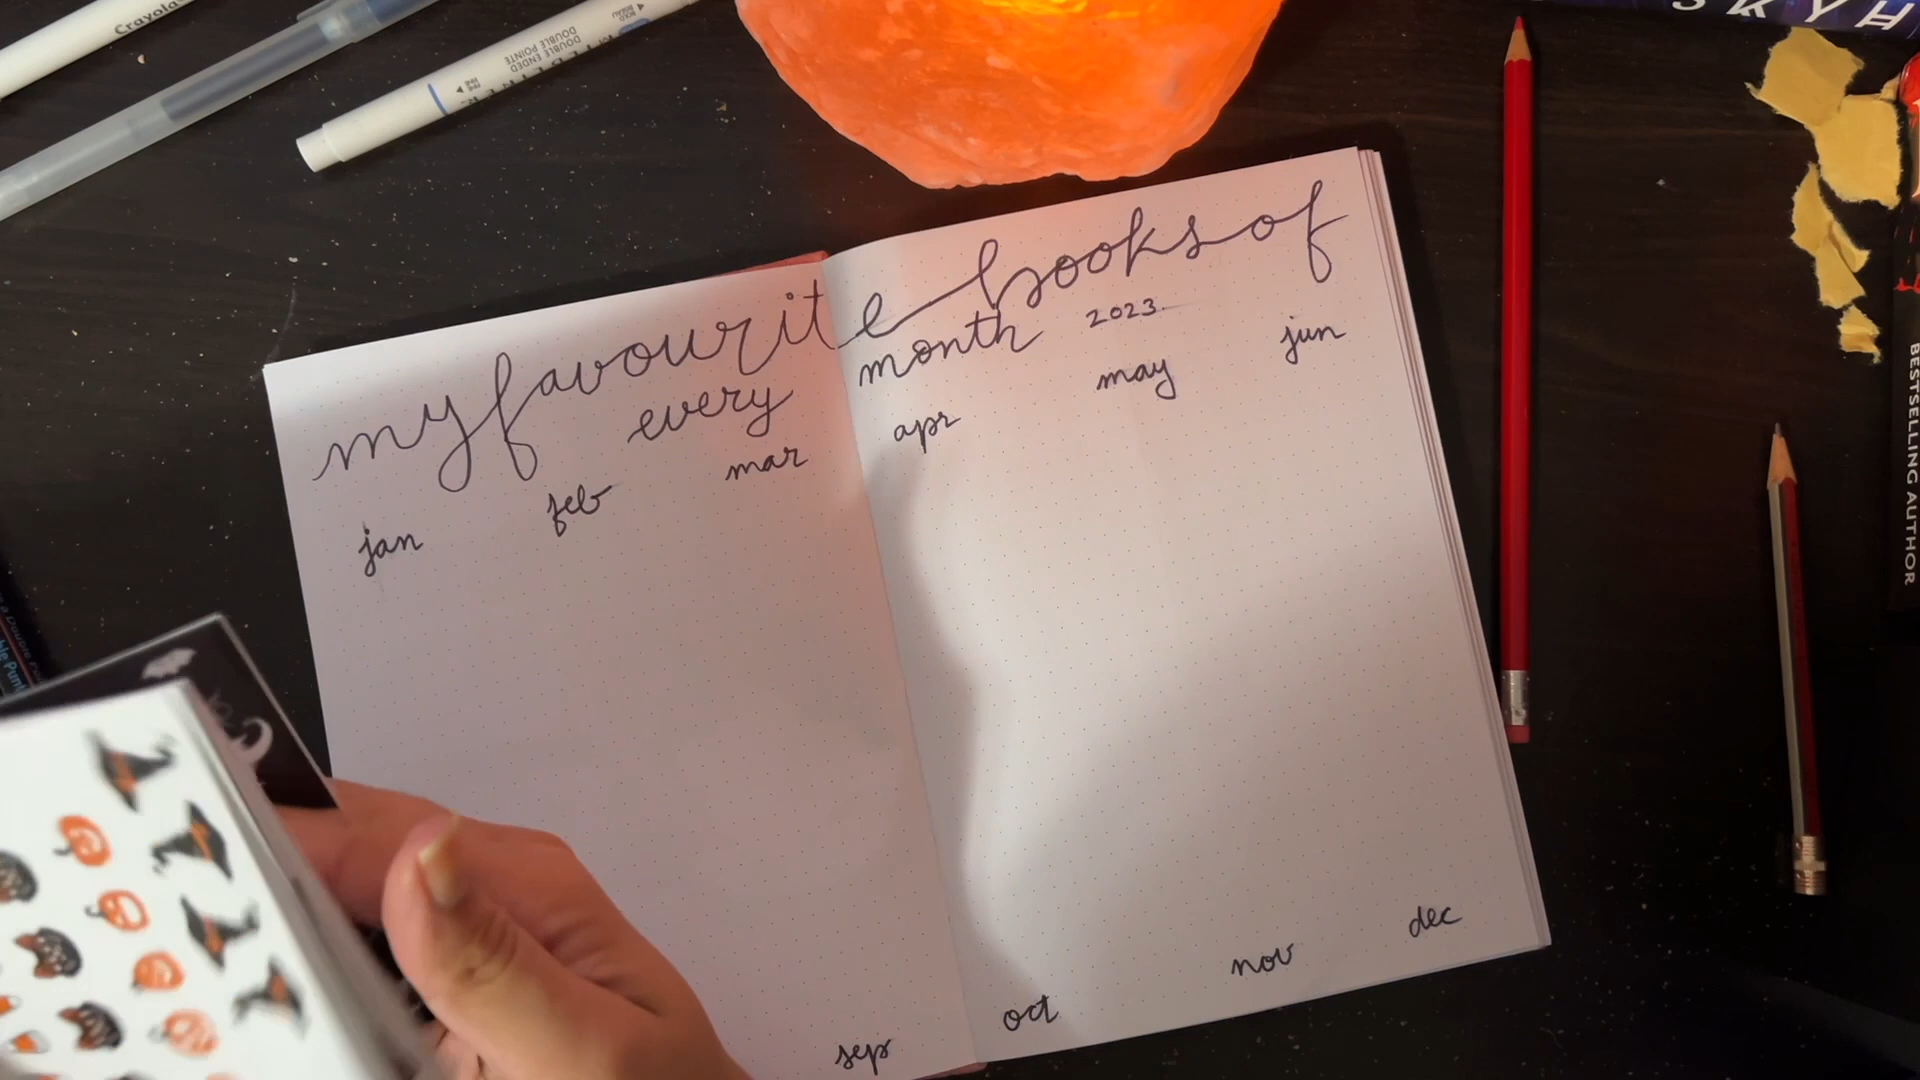 Crayola
DOUBLE ENDED
DOUBLE POINTE
SKYH
my favourite books of
every month 2023.
jan feb mar apr may jun
sep oct nov dec
BESTSELLING AUTHOR